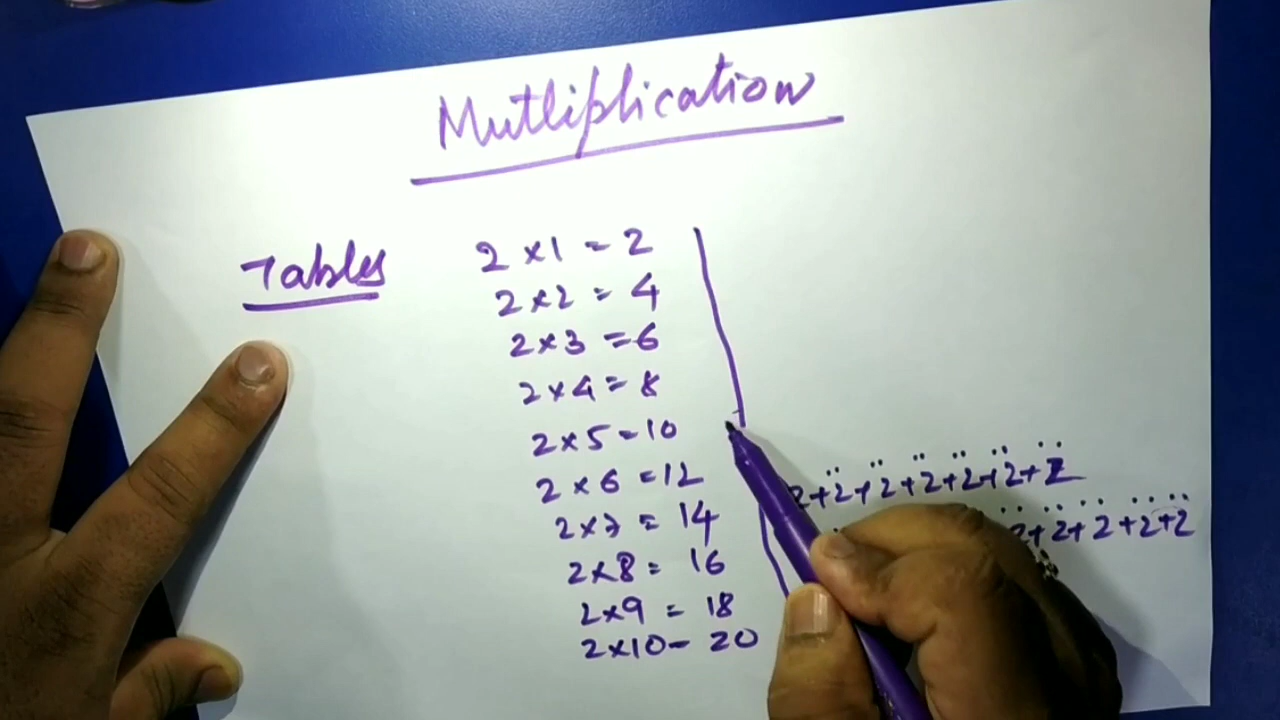 Mutliplication
Tables
2 × 1 = 2
2 × 2 = 4
2 × 3 = 6
2 × 4 = 8
2 × 5 = 10
2 × 6 = 12
2+2+2+2+2+2+2
2 × 7 = 14
2+2+2+2+2
2 × 8 = 16
2 × 9 = 18
2 × 10 = 20